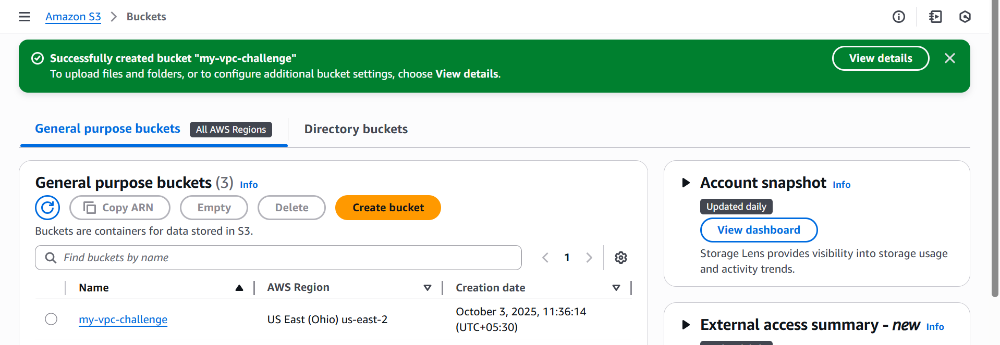 Amazon S3 > Buckets
Successfully created bucket "my-vpc-challenge"
To upload files and folders, or to configure additional bucket settings, choose View details.
View details
General purpose buckets
All AWS Regions
Directory buckets
General purpose buckets (3) Info
Copy ARN
Empty
Delete
Create bucket
Buckets are containers for data stored in S3.
Find buckets by name
1
Name
AWS Region
Creation date
my-vpc-challenge
US East (Ohio) us-east-2
October 3, 2025, 11:36:14
(UTC+05:30)
Account snapshot Info
Updated daily
View dashboard
Storage Lens provides visibility into storage usage
and activity trends.
External access summary - new Info